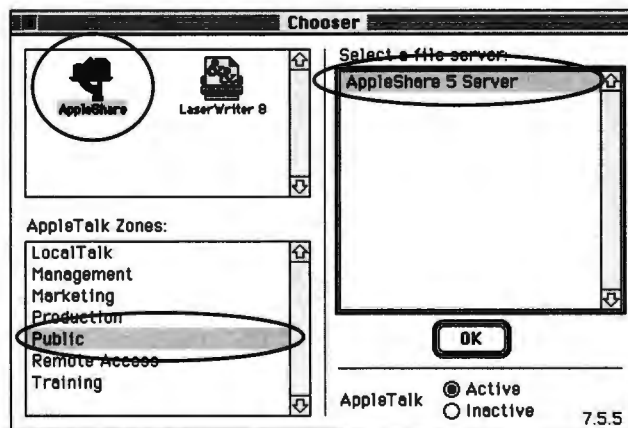 Chooser
AppleShare
LaserWriter 8
Select a file server:
AppleShare 5 Server
AppleTalk Zones:
LocalTalk
Management
Marketing
Production
Public
Remote Access
Training
OK
AppleTalk
Active
Inactive
7.5.5